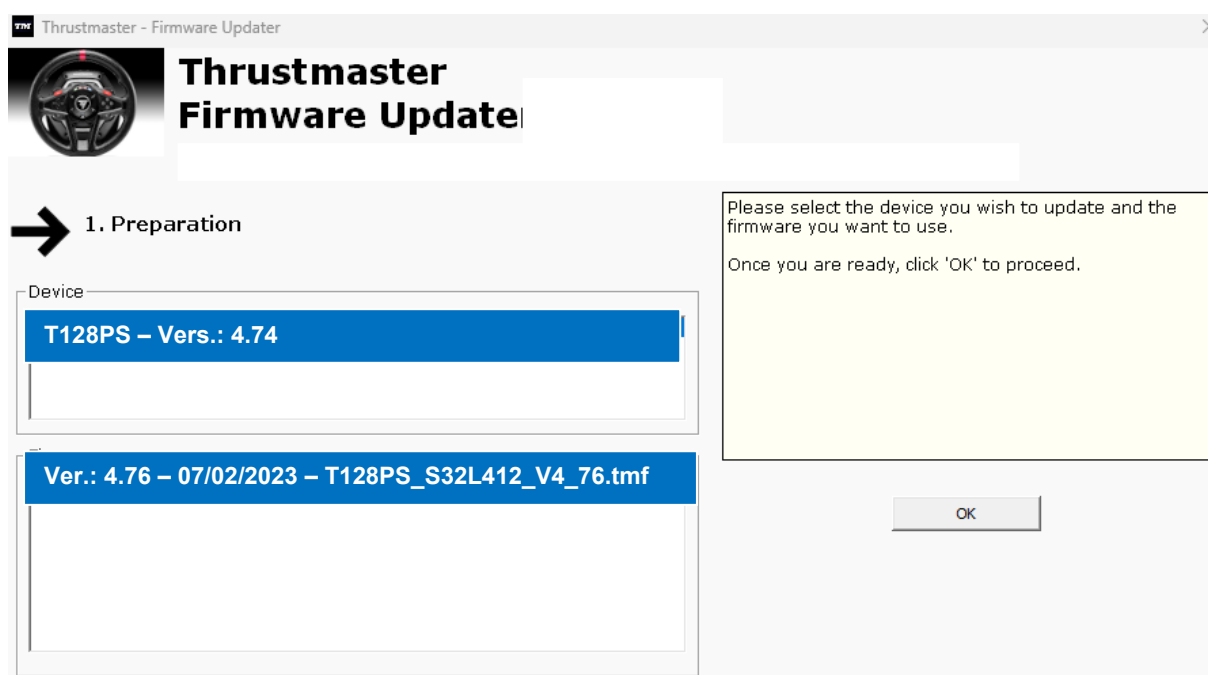 Thrustmaster - Firmware Updater
Thrustmaster
Firmware Update
1. Preparation
Please select the device you wish to update and the
firmware you want to use.
Once you are ready, click 'OK' to proceed.
Device
T128PS – Vers.: 4.74
Ver.: 4.76 – 07/02/2023 – T128PS_S32L412_V4_76.tmf
OK